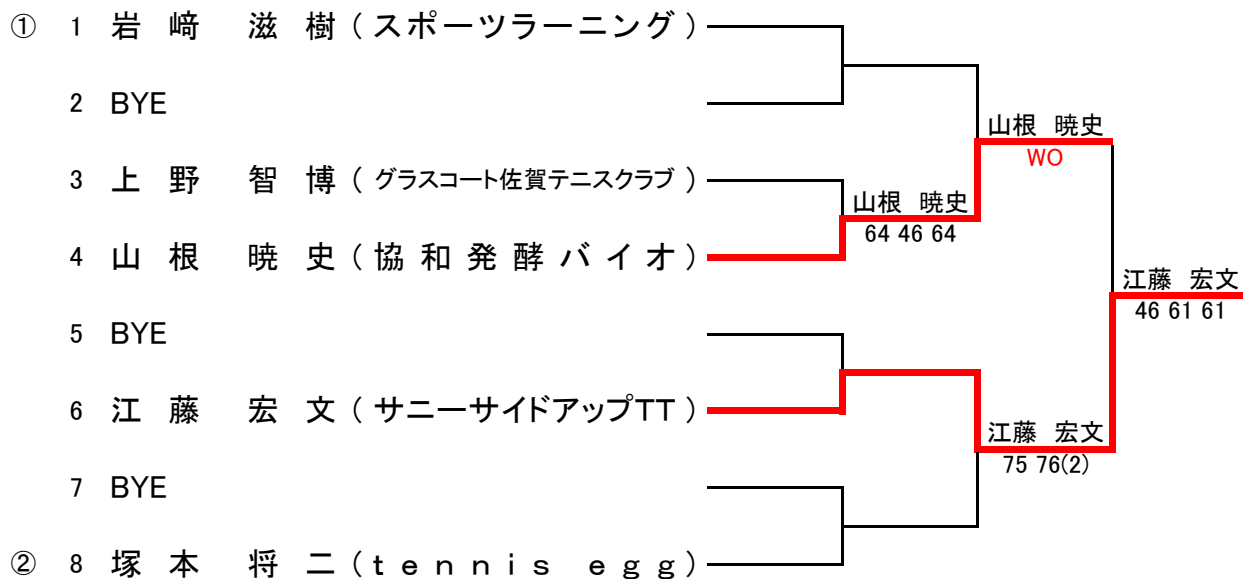 ① 1 岩 﨑 滋 樹 ( スポーツラーニング )
2 BYE
山根 暁史
WO
3 上 野 智 博 ( グラスコート佐賀テニスクラブ )
山根 暁史
64 46 64
4 山 根 暁 史 ( 協 和 発 酵 バ イ オ )
江藤 宏文
46 61 61
5 BYE
6 江 藤 宏 文 ( サニーサイドアップTT )
江藤 宏文
75 76(2)
7 BYE
② 8 塚 本 将 二 ( t e n n i s e g g )